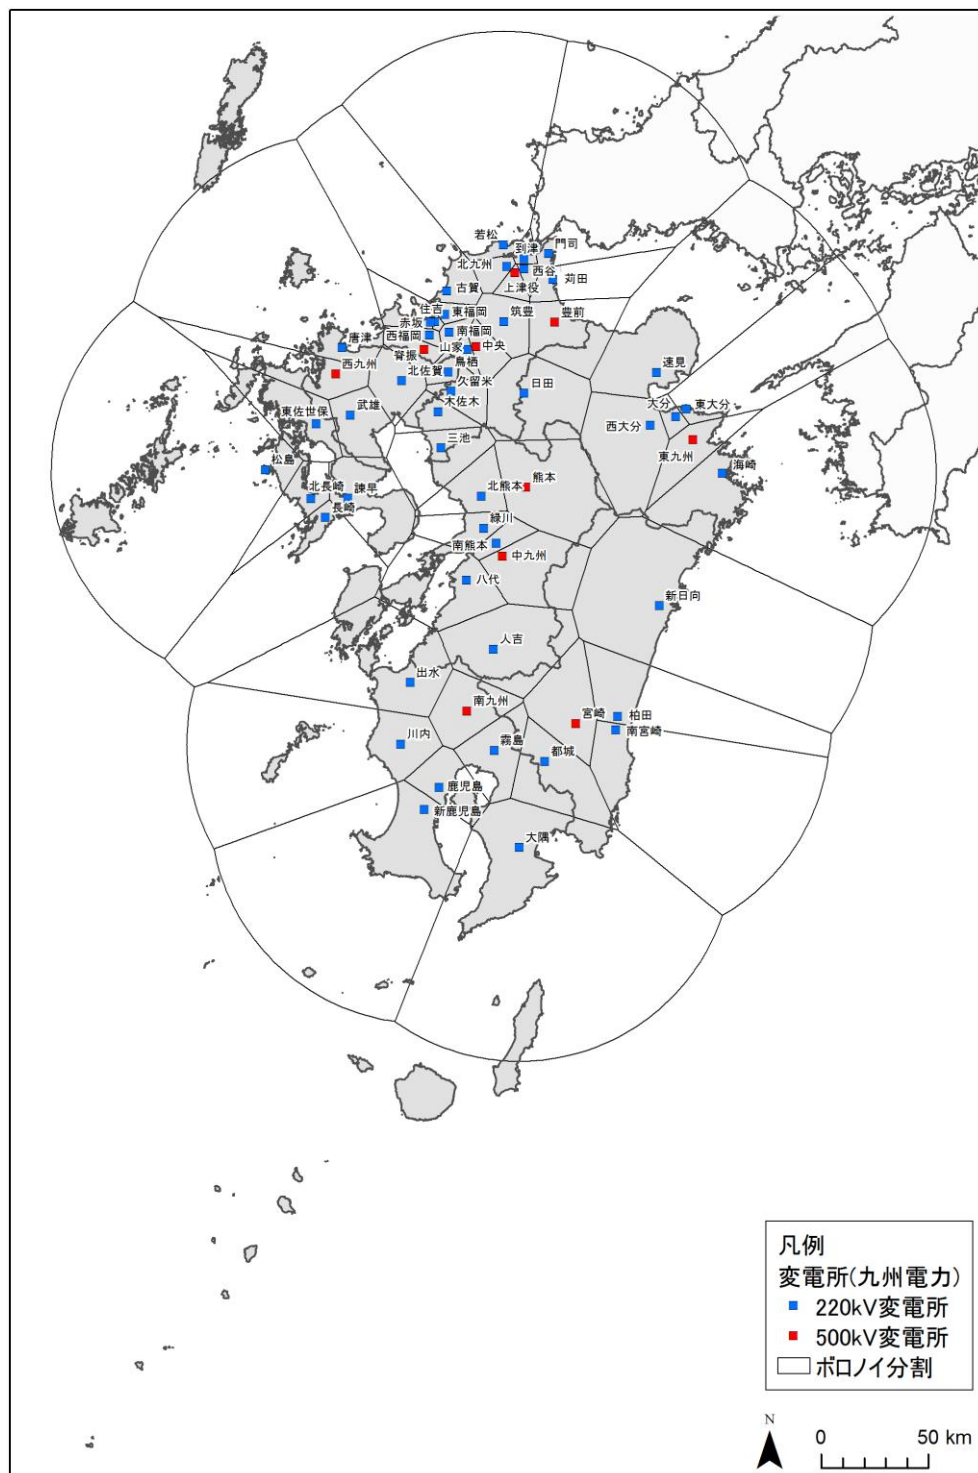 若松
到津
門司
北九州
西谷
上津役
苅田
古賀
住吉
東福岡
筑豊
豊前
赤坂
西福岡
南福岡
唐津
山家
中央
脊振
鳥栖
速見
西九州
北佐賀
久留米
日田
木佐木
東佐世保
武雄
大分
東大分
西大分
三池
東九州
松島
海崎
熊本
北長崎
諫早
北熊本
長崎
緑川
南熊本
中九州
八代
新日向
人吉
出水
南九州
宮崎
柏田
南宮崎
川内
霧島
都城
鹿児島
新鹿児島
大隅
凡例
変電所(九州電力)
220kV変電所
500kV変電所
ボロノイ分割
N
0 50 km